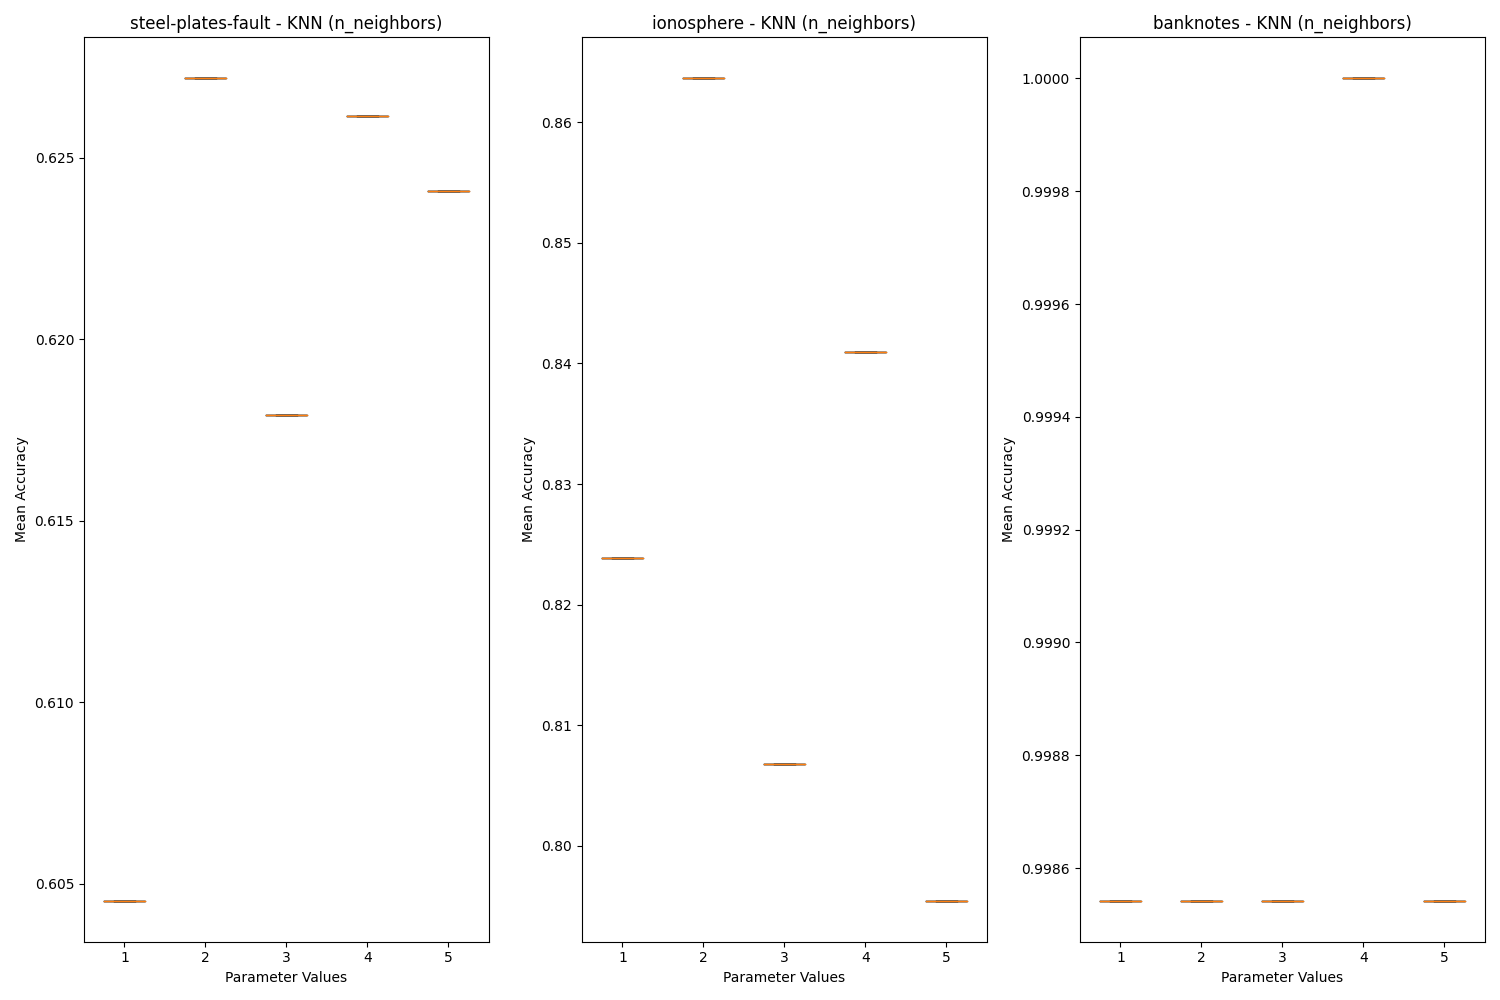 steel-plates-fault - KNN (n_neighbors)
0.625
0.620
0.615
0.610
0.605
Mean Accuracy
1 2 3 4 5
Parameter Values
ionosphere - KNN (n_neighbors)
0.86
0.85
0.84
0.83
0.82
0.81
0.80
Mean Accuracy
1 2 3 4 5
Parameter Values
banknotes - KNN (n_neighbors)
1.0000
0.9998
0.9996
0.9994
0.9992
0.9990
0.9988
0.9986
Mean Accuracy
1 2 3 4 5
Parameter Values